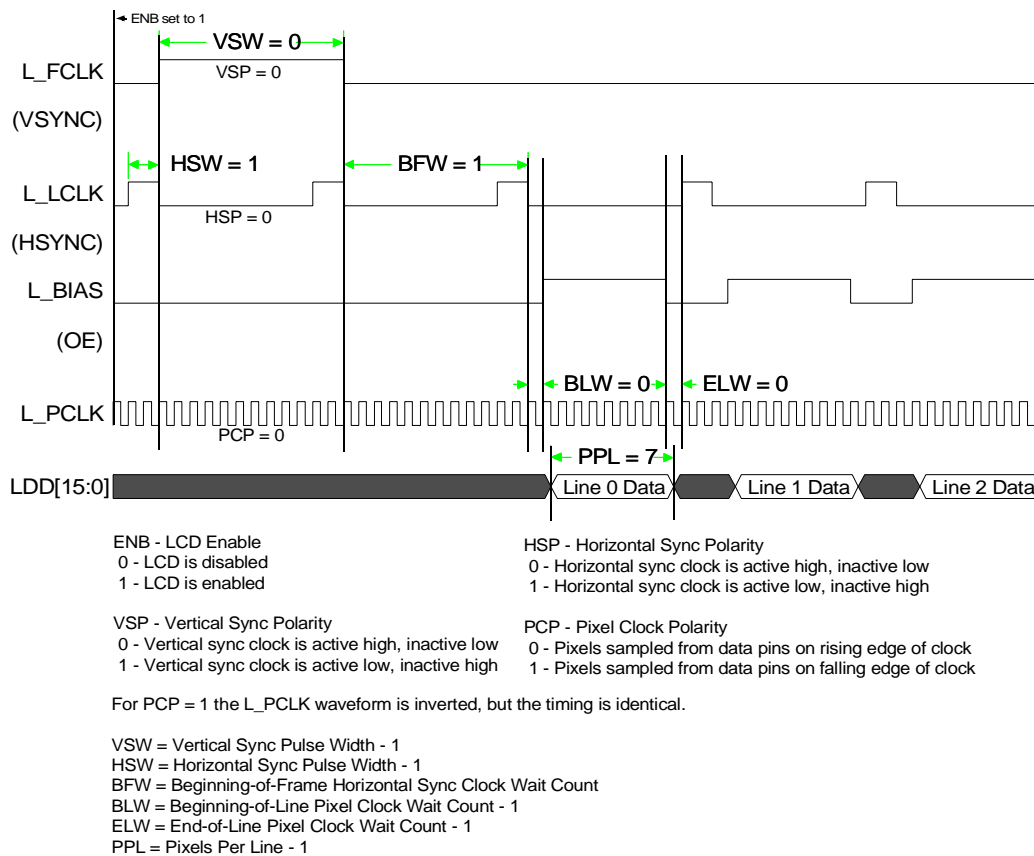 ENB set to 1
VSW = 0
L_FCLK
VSP = 0
(VSYNC)
HSW = 1
BFW = 1
L_LCLK
HSP = 0
(HSYNC)
L_BIAS
(OE)
BLW = 0
ELW = 0
L_PCLK
PCP = 0
PPL = 7
LDD[15:0]
Line 0 Data
Line 1 Data
Line 2 Data
ENB - LCD Enable
0 - LCD is disabled
1 - LCD is enabled
HSP - Horizontal Sync Polarity
0 - Horizontal sync clock is active high, inactive low
1 - Horizontal sync clock is active low, inactive high
VSP - Vertical Sync Polarity
0 - Vertical sync clock is active high, inactive low
1 - Vertical sync clock is active low, inactive high
PCP - Pixel Clock Polarity
0 - Pixels sampled from data pins on rising edge of clock
1 - Pixels sampled from data pins on falling edge of clock
For PCP = 1 the L_PCLK waveform is inverted, but the timing is identical.
VSW = Vertical Sync Pulse Width - 1
HSW = Horizontal Sync Pulse Width - 1
BFW = Beginning-of-Frame Horizontal Sync Clock Wait Count
BLW = Beginning-of-Line Pixel Clock Wait Count - 1
ELW = End-of-Line Pixel Clock Wait Count - 1
PPL = Pixels Per Line - 1